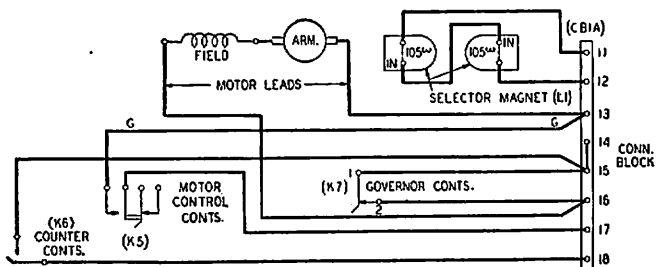 (CB1A)
ARM.
FIELD
105ω
IN
105ω
IN
11
12
MOTOR LEADS
SELECTOR MAGNET (L1)
13
G
G
14
CONN.
BLOCK
1
15
(K7)
GOVERNOR CONTS.
MOTOR
CONTROL
CONTS.
2
16
(K6)
COUNTER
CONTS.
(K5)
17
18